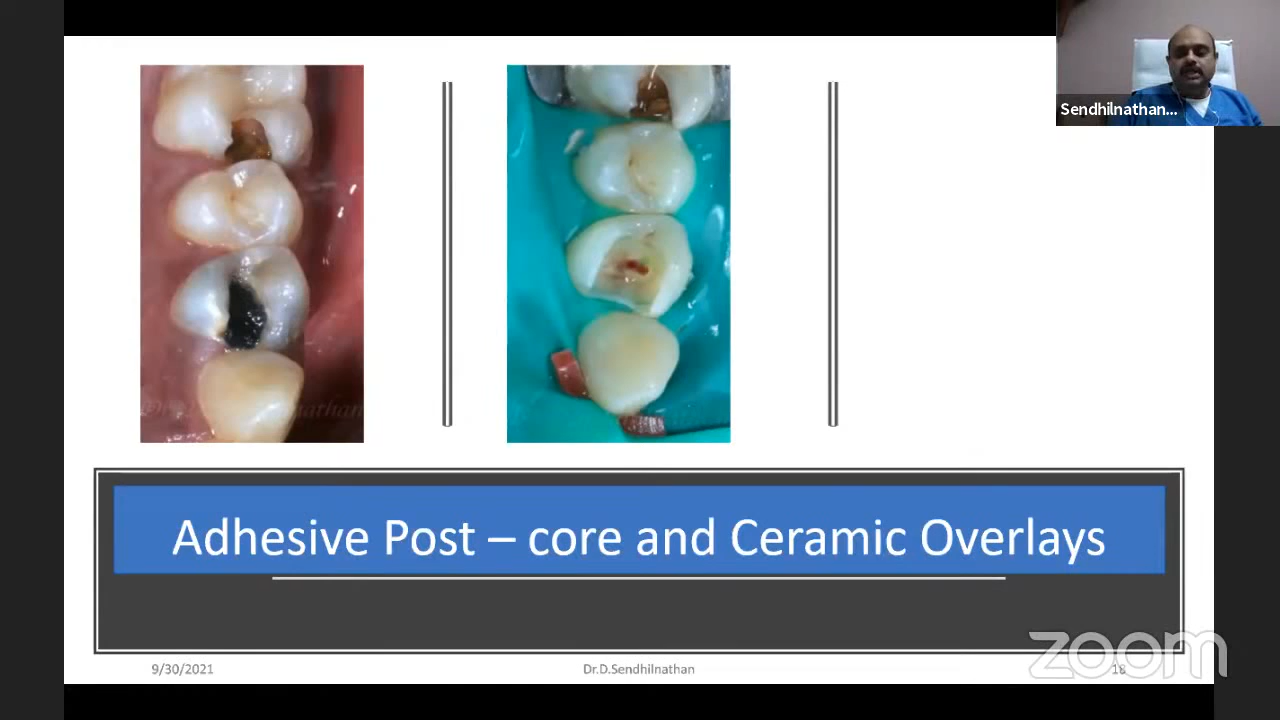 Sendhilnathan...
Adhesive Post – core and Ceramic Overlays
9/30/2021
Dr.D.Sendhilnathan
18
zoom